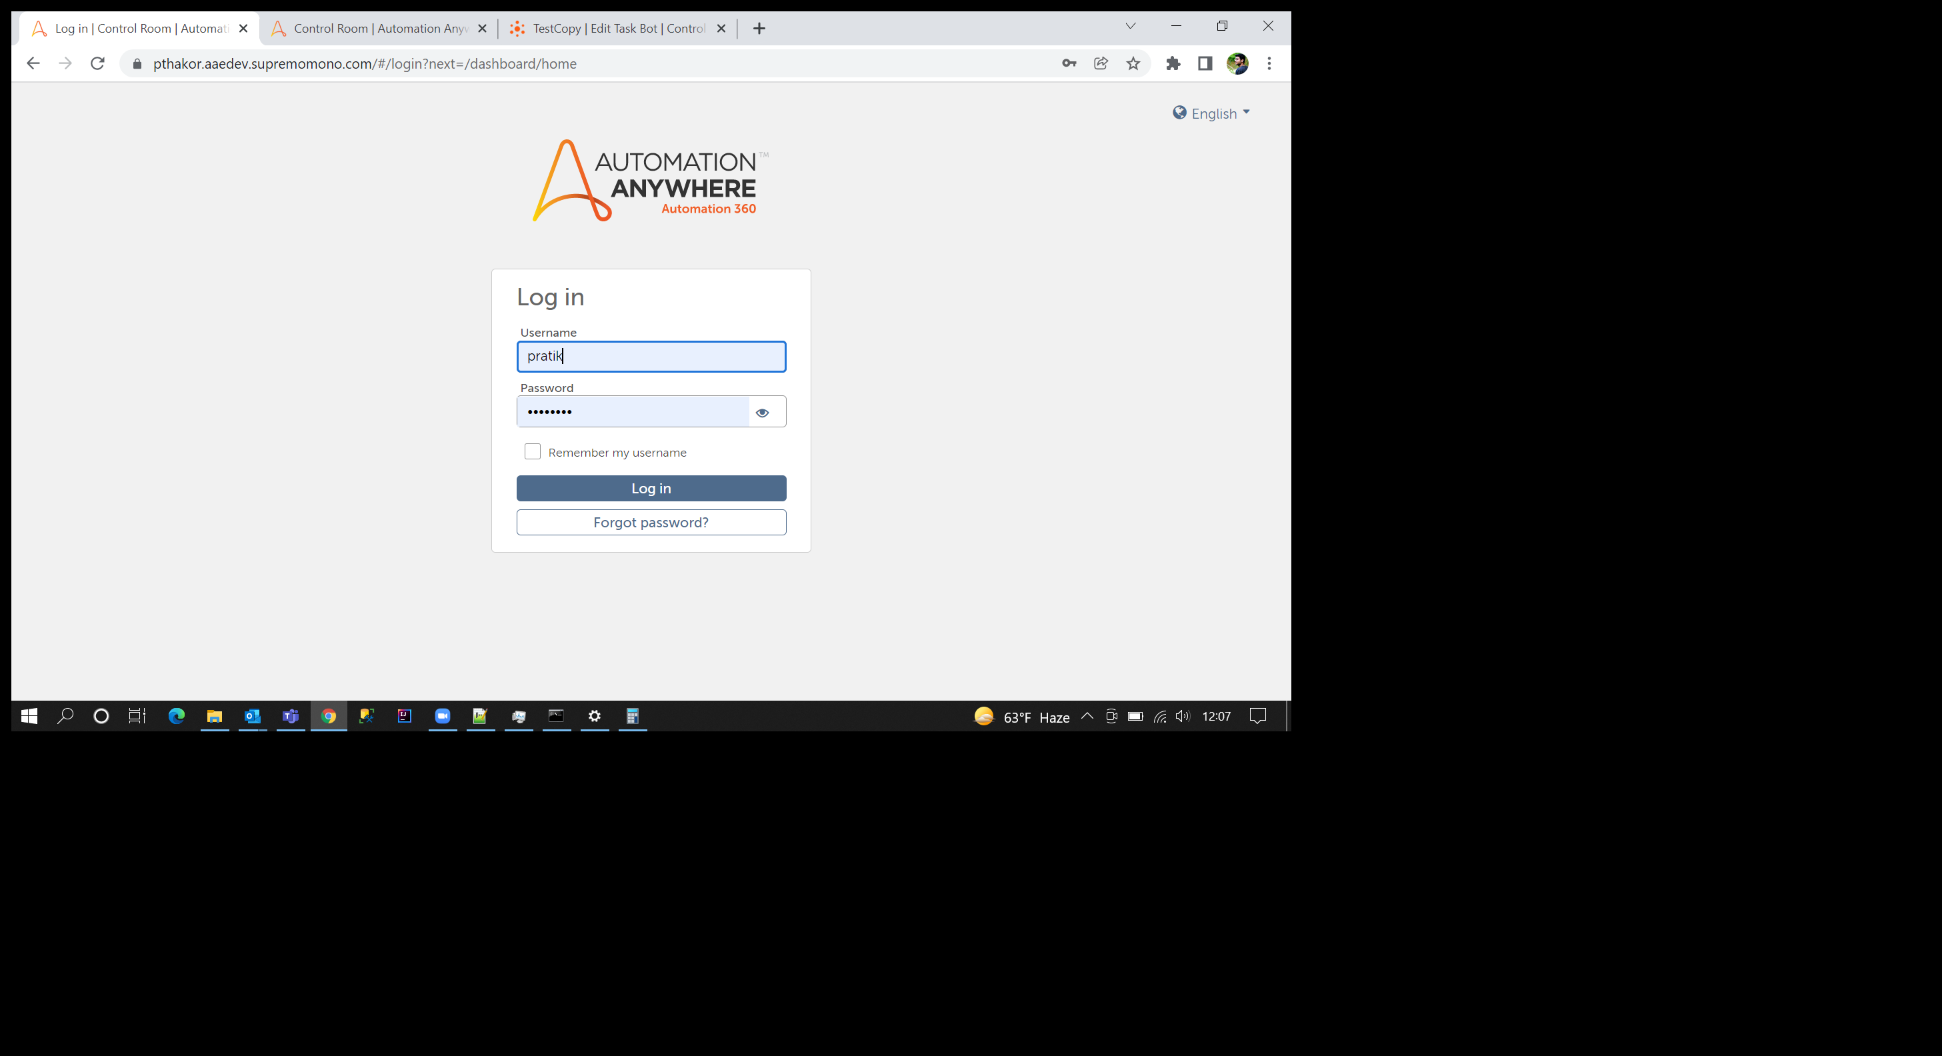 Log in | Control Room | Automat
Control Room | Automation Anyw
TestCopy | Edit Task Bot | Control
pthakor.aaedev.supremomono.com/#/login?next=/dashboard/home
English
AUTOMATION™
ANYWHERE
Automation 360
Log in
Username
pratik
Password
Remember my username
Log in
Forgot password?
63°F Haze
12:07